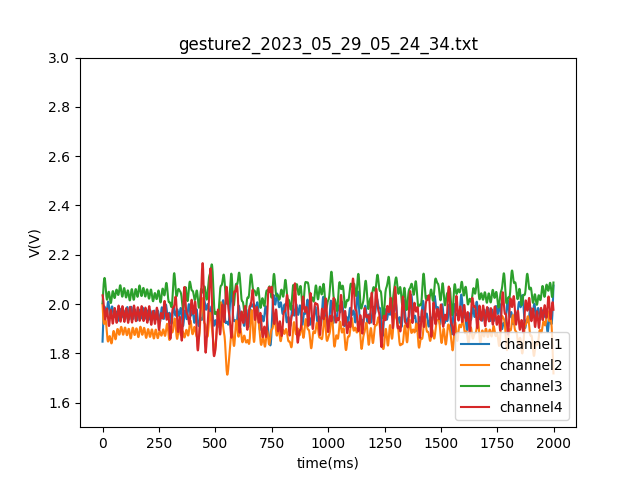 gesture2_2023_05_29_05_24_34.txt
3.0
2.8
2.6
2.4
2.2
2.0
1.8
1.6
V(V)
channel1
channel2
channel3
channel4
0 250 500 750 1000 1250 1500 1750 2000
time(ms)